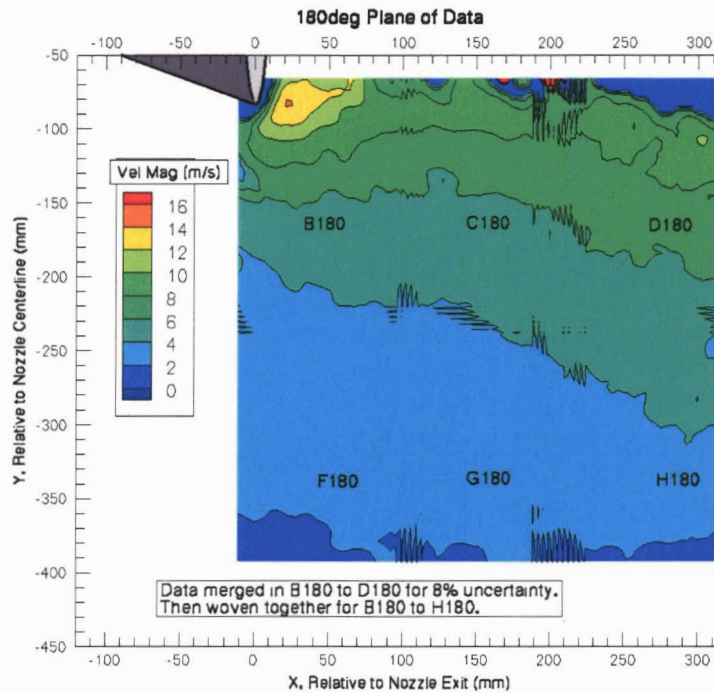 180deg Plane of Data
-100 -50 0 50 100 150 200 250 300
-50
-100
-150
-200
-250
-300
-350
-400
-450
Y, Relative to Nozzle Centerline (mm)
Vel Mag (m/s)
16
14
12
10
8
6
4
2
0
B180 C180 D180
F180 G180 H180
Data merged in B180 to D180 for 8% uncertainty.
Then woven together for B180 to H180.
-100 -50 0 50 100 150 200 250 300
X, Relative to Nozzle Exit (mm)